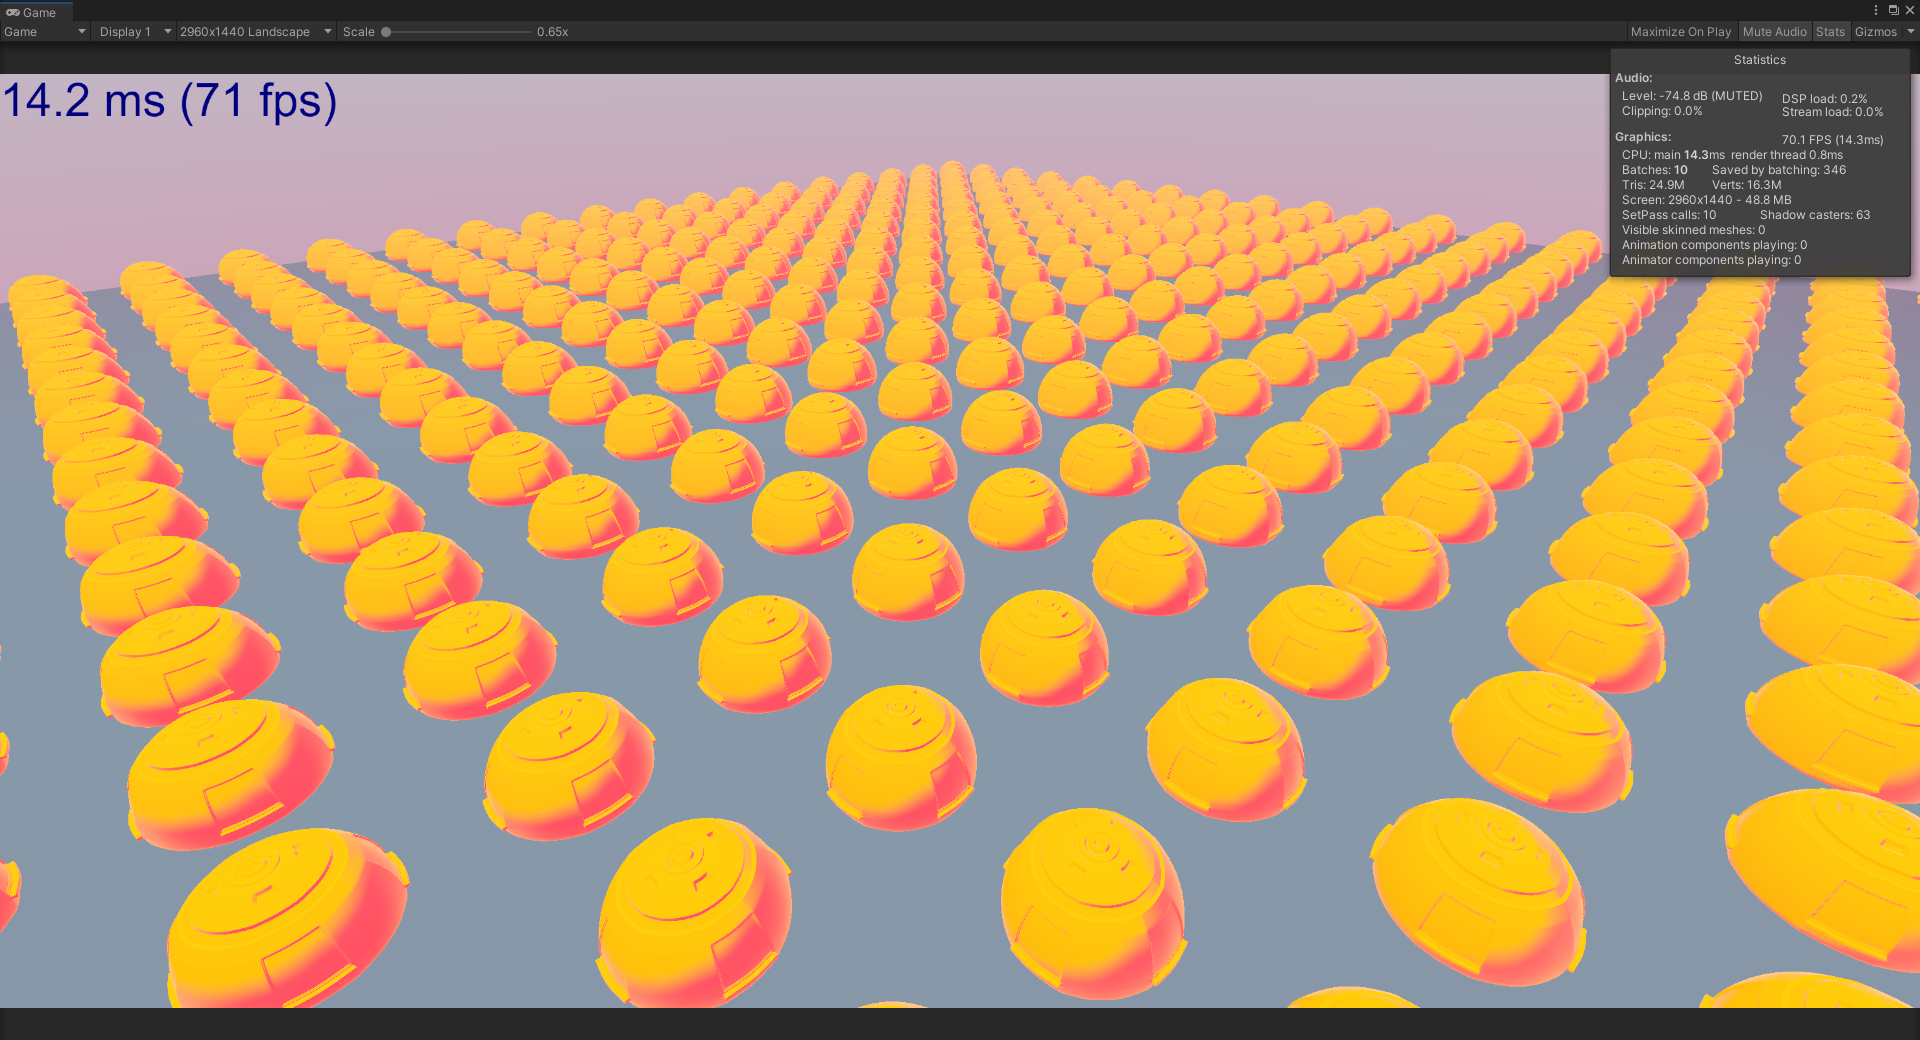 Game
Game Display 1 2960x1440 Landscape Scale 0.65x Maximize On Play Mute Audio Stats Gizmos
14.2 ms (71 fps)
Statistics
Audio:
Level: -74.8 dB (MUTED) DSP load: 0.2%
Clipping: 0.0% Stream load: 0.0%
Graphics: 70.1 FPS (14.3ms)
CPU: main 14.3ms render thread 0.8ms
Batches: 10 Saved by batching: 346
Tris: 24.9M Verts: 16.3M
Screen: 2960x1440 - 48.8 MB
SetPass calls: 10 Shadow casters: 63
Visible skinned meshes: 0
Animation components playing: 0
Animator components playing: 0